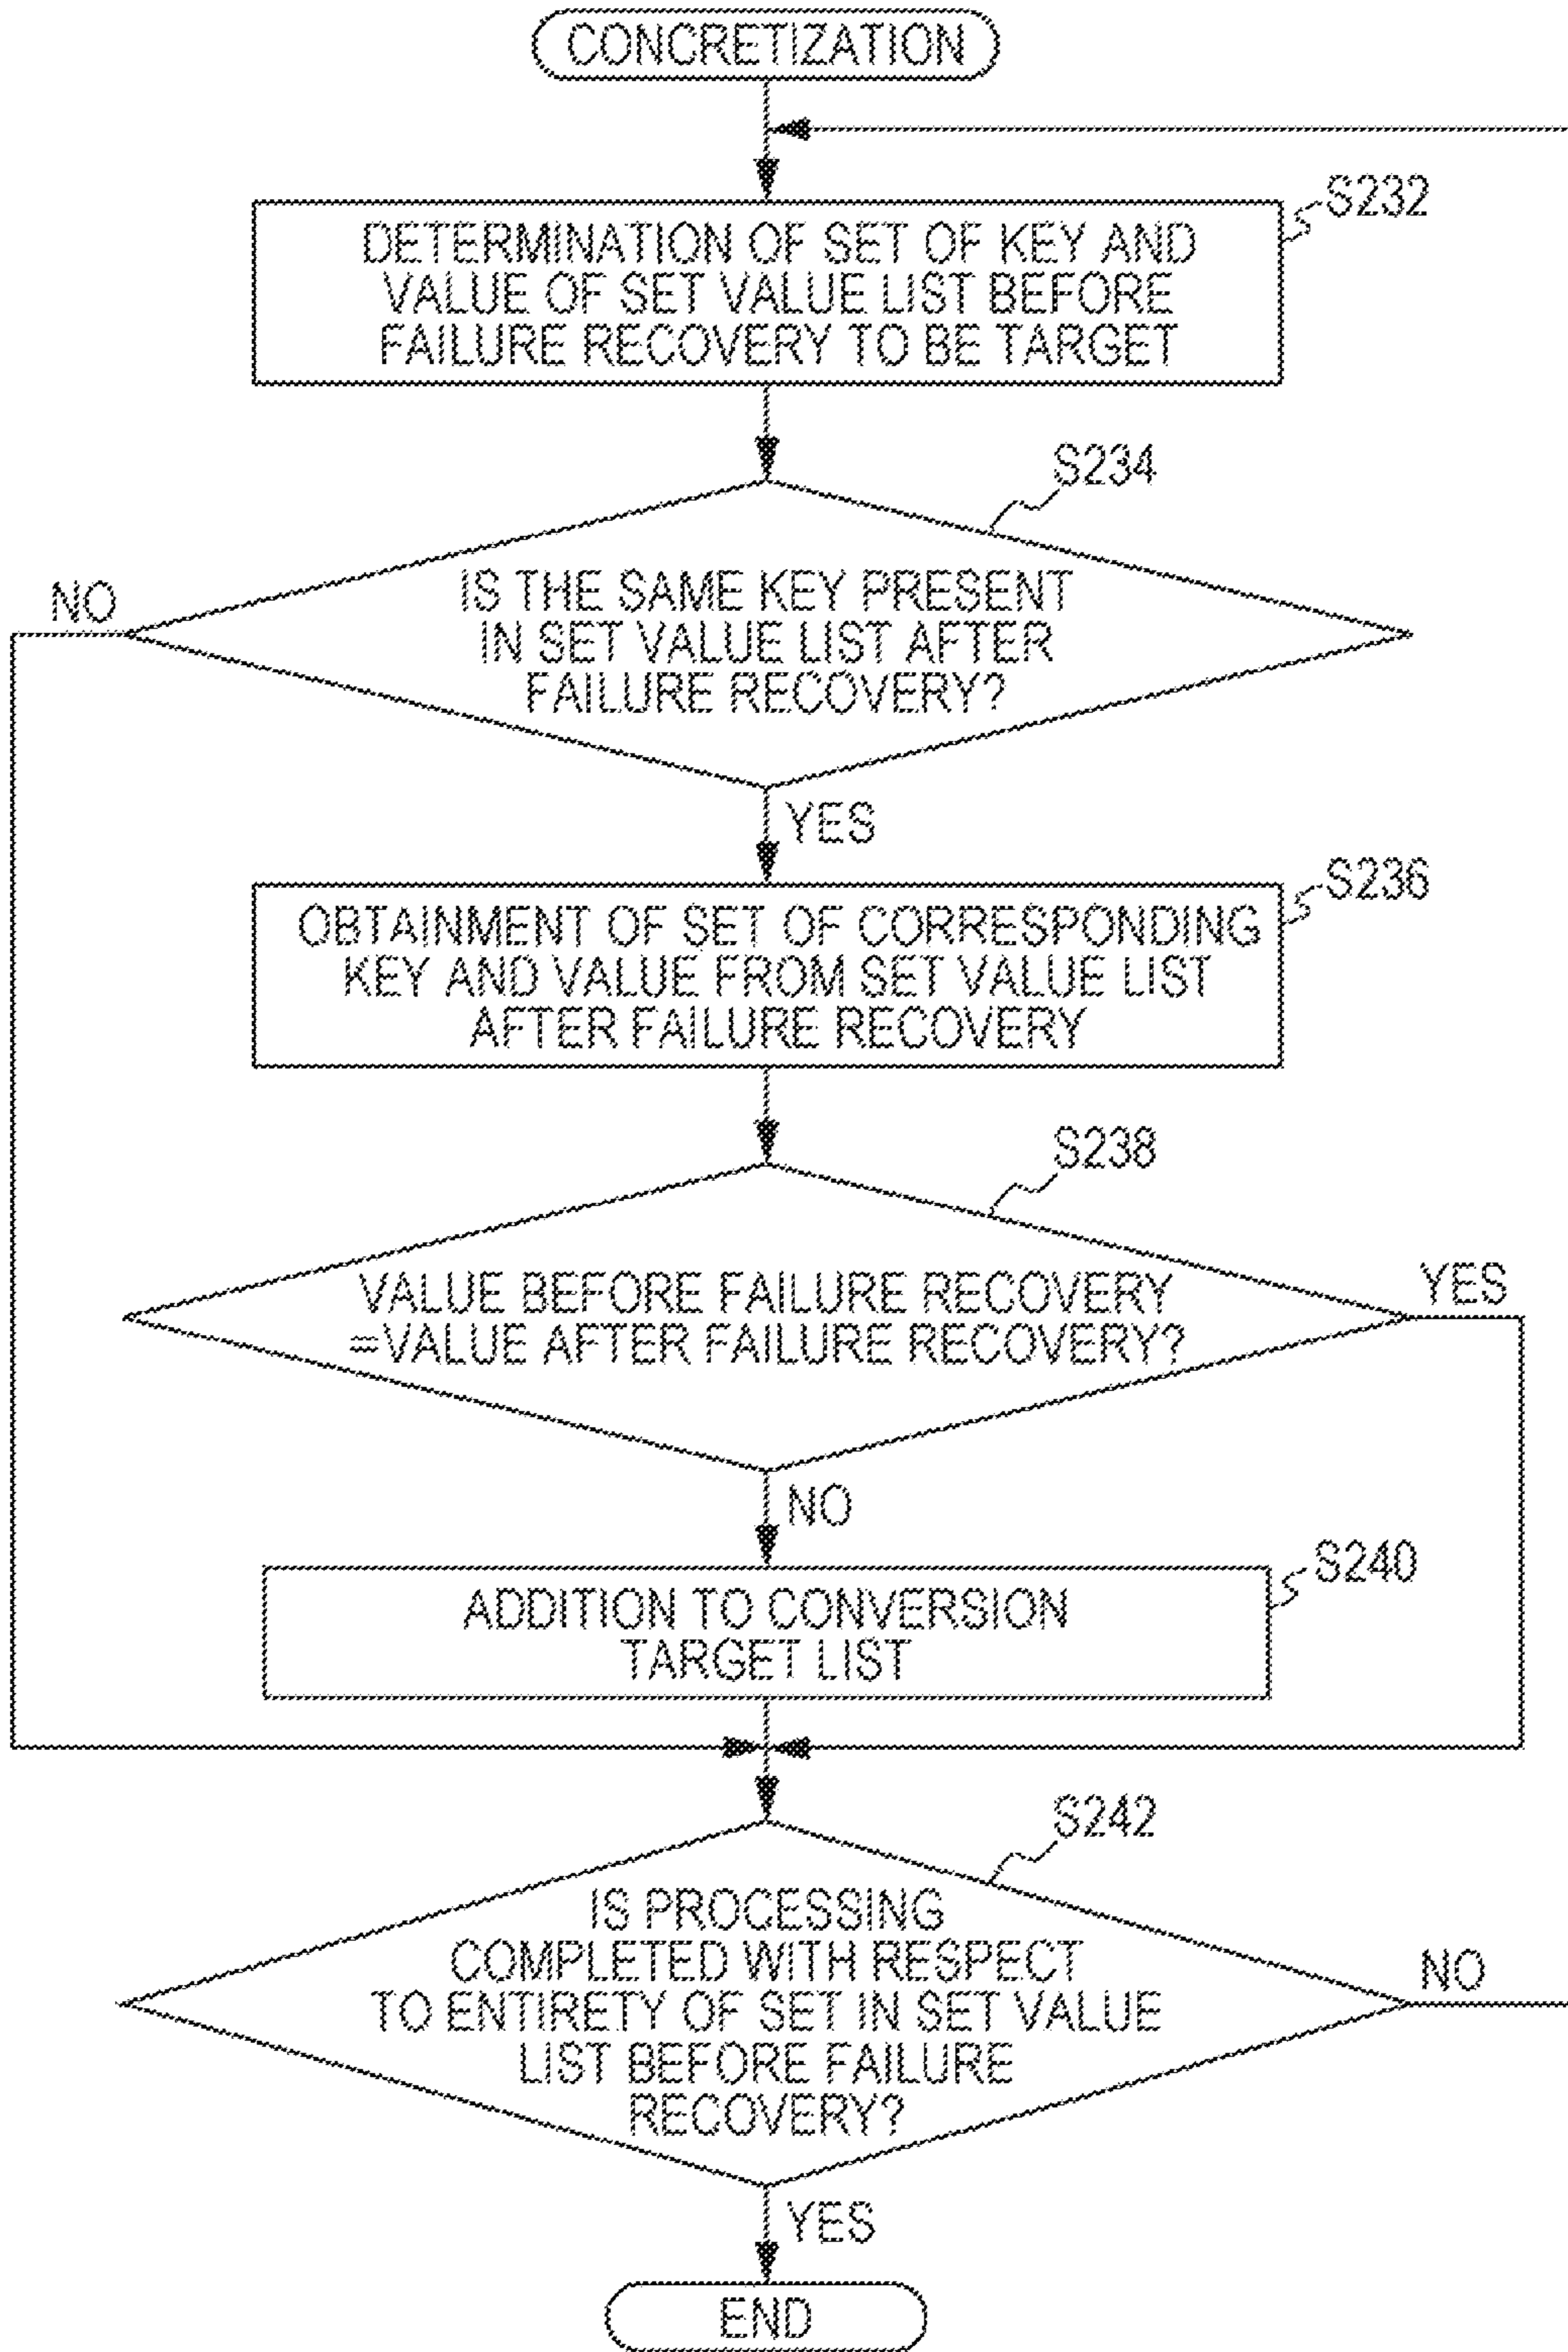 CONCRETIZATION
S232
DETERMINATION OF SET OF KEY AND
VALUE OF SET VALUE LIST BEFORE
FAILURE RECOVERY TO BE TARGET
S234
NO
IS THE SAME KEY PRESENT
IN SET VALUE LIST AFTER
FAILURE RECOVERY?
YES
S236
OBTAINMENT OF SET OF CORRESPONDING
KEY AND VALUE FROM SET VALUE LIST
AFTER FAILURE RECOVERY
S238
VALUE BEFORE FAILURE RECOVERY
=VALUE AFTER FAILURE RECOVERY?
YES
NO
S240
ADDITION TO CONVERSION
TARGET LIST
S242
IS PROCESSING
COMPLETED WITH RESPECT
TO ENTIRETY OF SET IN SET VALUE
LIST BEFORE FAILURE
RECOVERY?
NO
YES
END